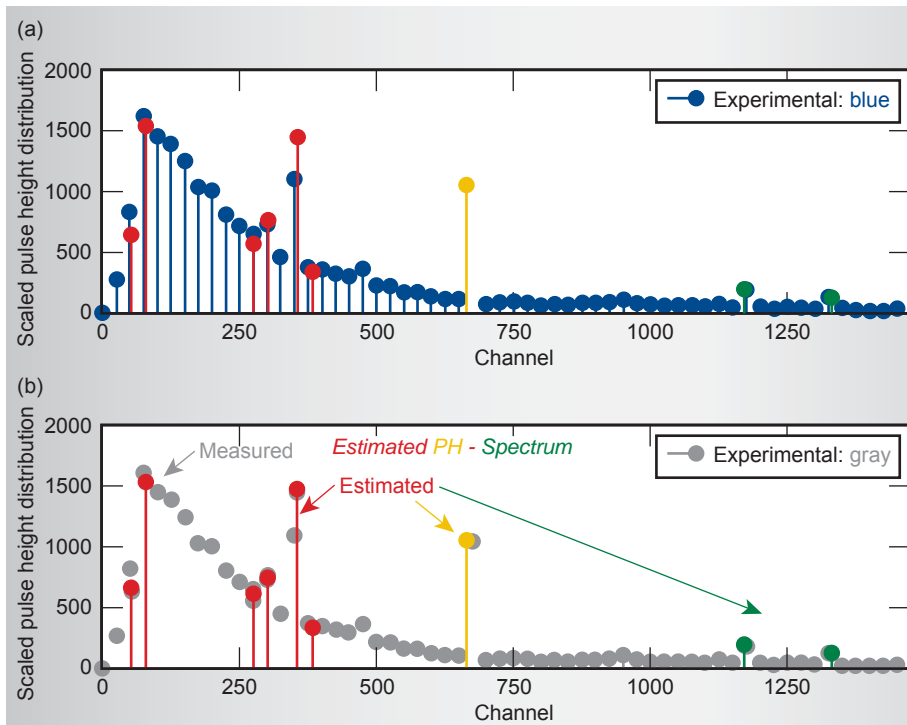 (a)
Scaled pulse height distribution
2000
1500
1000
500
0
Experimental: blue
0 250 500 750 1000 1250
Channel
(b)
Scaled pulse height distribution
2000
1500
1000
500
0
Measured
Estimated PH - Spectrum
Estimated
Experimental: gray
0 250 500 750 1000 1250
Channel